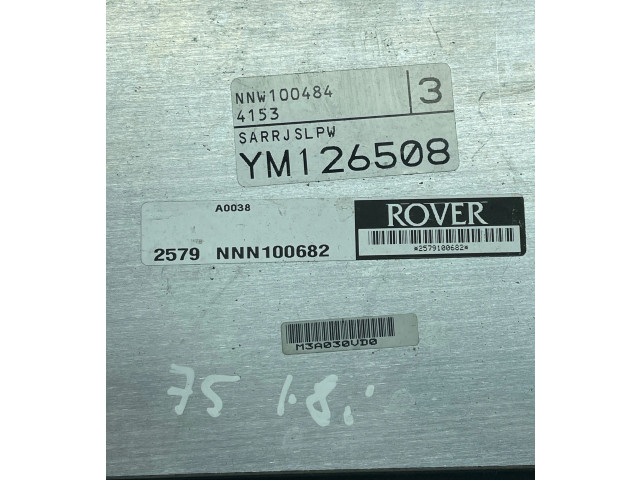 NNW100484
4153
3
SARRJSLPW
YM126508
A0038
2579 NNN100682
ROVER
*2579100682*
M3A030VD0
75 1.8i